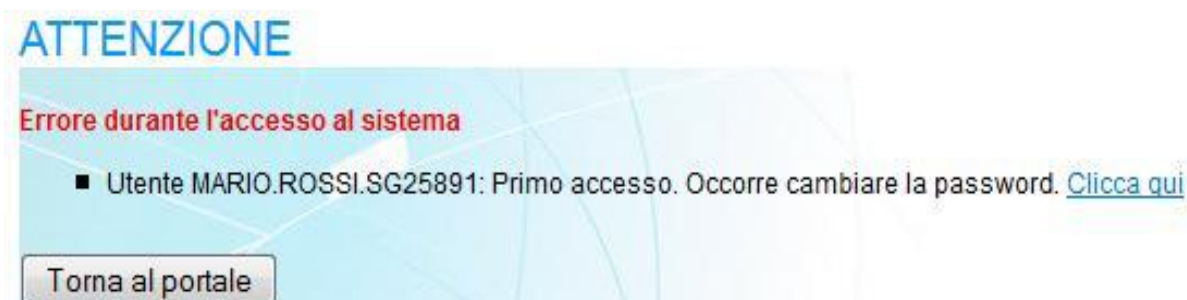 ATTENZIONE
Errore durante l'accesso al sistema
Utente MARIO.ROSSI.SG25891: Primo accesso. Occorre cambiare la password. Clicca qui
Torna al portale